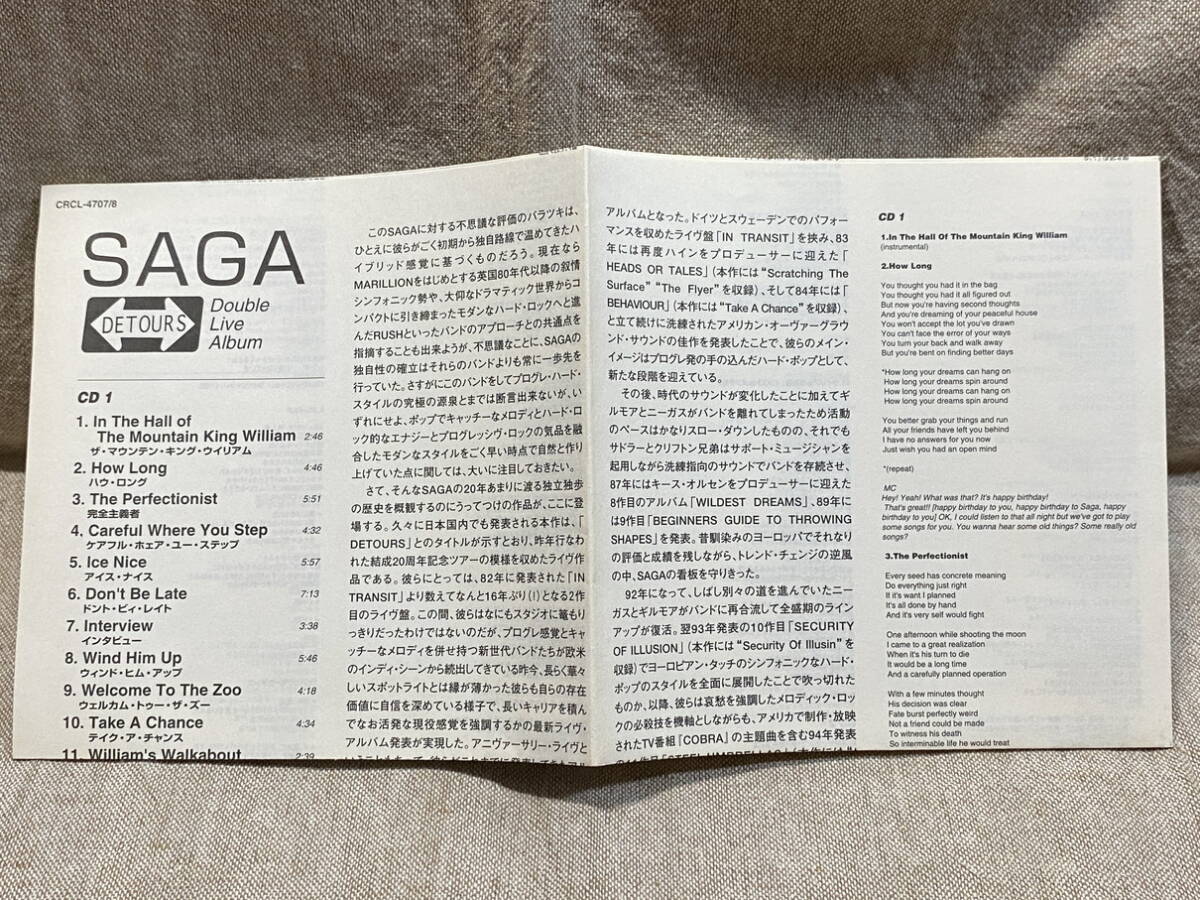 CRCL-4707/8
SAGA
DETOURS
Double
Live
Album
CD 1
1. In The Hall of
The Mountain King William 2:46
ザ・マウンテン・キング・ウイリアム
2. How Long 4:46
ハウ・ロング
3. The Perfectionist 5:51
完全主義者
4. Careful Where You Step 4:32
ケアフル・ホェア・ユー・ステップ
5. Ice Nice 5:57
アイス・ナイス
6. Don't Be Late 7:13
ドント・ビィ・レイト
7. Interview 3:38
インタビュー
8. Wind Him Up 5:46
ウィンド・ヒム・アップ
9. Welcome To The Zoo 4:18
ウェルカム・トゥー・ザ・ズー
10. Take A Chance 4:34
テイク・ア・チャンス
11. William's Walkabout 2:39
このSAGAに対する不思議な評価のバラツキは、
ひとえに彼らがごく初期から独自路線で温めてきたハ
イブリッド感覚に基づくものだろう。現在なら
MARILLIONをはじめとする英国80年代以降の叙情
シンフォニック勢や、大仰なドラマティック世界からコ
ンパクトに引き締まったモダンなハード・ロックへと進
んだRUSHといったバンドのアプローチとの共通点を
指摘することも出来ようが、不思議なことに、SAGAの
独自性の確立はそれらのバンドよりも常に一歩先を
行っていた。さすがにこのバンドをしてプログレ・ハード・
スタイルの究極の源泉とまでは断言出来ないが、い
ずれにせよ、ポップでキャッチーなメロディとハード・ロ
ック的なエナジーとプログレッシヴ・ロックの気品を融
合したモダンなスタイルをごく早い時点で自然と作り
上げていた点に関しては、大いに注目しておきたい。
さて、そんなSAGAの20年あまりに渡る独立独歩
の歴史を概観するのにうってつけの作品が、ここに登
場する。久々に日本国内でも発表される本作は、「
DETOURS」とのタイトルが示すとおり、昨年行なわ
れた結成20周年記念ツアーの模様を収めたライヴ作
品である。彼らにとっては、82年に発表された「IN
TRANSIT」より数えてなんと16年ぶり(!)となる2作
目のライヴ盤。この間、彼らはなにもスタジオに篭もり
っきりだったわけではないのだが、プログレ感覚とキャ
ッチーなメロディを併せ持つ新世代バンドたちが欧米
のインディ・シーンから続出してきている昨今、長らく華々
しいスポットライトとは縁が薄かった彼らも自らの存在
価値に自信を深めている様子で、長いキャリアを積ん
でなお活発な現役感覚を強調するかの最新ライヴ・
アルバム発表が実現した。アニヴァーサリー・ライヴと
アルバムとなった。ドイツとスウェーデンでのパフォー
マンスを収めたライヴ盤「IN TRANSIT」を挟み、83
年には再度ハインをプロデューサーに迎えた「
HEADS OR TALES」(本作には“Scratching The
Surface” “The Flyer”を収録)、そして84年には「
BEHAVIOUR」(本作には“Take A Chance”を収録)、
と立て続けに洗練されたアメリカン・オーヴァーグラウ
ンド・サウンドの佳作を発表したことで、彼らのメイン・
イメージはプログレ発の手の込んだハード・ポップとして、
新たな段階を迎えている。
その後、時代のサウンドが変化したことに加えてギ
ルモアとニーガスがバンドを離れてしまったため活動
のペースはかなりスロー・ダウンしたものの、それでも
サドラーとクリフトン兄弟はサポート・ミュージシャンを
起用しながら洗練指向のサウンドでバンドを存続させ、
87年にはキース・オルセンをプロデューサーに迎えた
8作目のアルバム「WILDEST DREAMS」、89年に
は9作目「BEGINNERS GUIDE TO THROWING
SHAPES」を発表。昔馴染みのヨーロッパでそれなり
の評価と成績を残しながら、トレンド・チェンジの逆風
の中、SAGAの看板を守りきった。
92年になって、しばし別々の道を進んでいたニー
ガスとギルモアがバンドに再合流して全盛期のライン
アップが復活。翌93年発表の10作目「SECURITY
OF ILLUSION」(本作には“Security Of Illusin”を
収録)でヨーロピアン・タッチのシンフォニックなハード・
ポップのスタイルを全面に展開したことで吹っ切れた
ものか、以降、彼らは哀愁を強調したメロディック・ロッ
クの必殺技を機軸としながらも、アメリカで制作・放映
されたTV番組「COBRA」の主題曲を含む94年発表
の11作目「STEEL UMBRELLAS」(本作には
CD 1
1.In The Hall Of The Mountain King William
(instrumental)
2.How Long
You thought you had it in the bag
You thought you had it all figured out
But now you're having second thoughts
And you're dreaming of your peaceful house
You won't accept the lot you've drawn
You can't face the error of your ways
You turn your back and walk away
But you're bent on finding better days
*How long your dreams can hang on
How long your dreams spin around
How long your dreams can hang on
How long your dreams spin around
You better grab your things and run
All your friends have left you behind
I have no answers for you now
Just wish you had an open mind
*(repeat)
MC
Hey! Yeah! What was that? It's happy birthday!
That's great!! [happy birthday to you, happy birthday to Saga, happy
birthday to you] OK, I could listen to that all night but we've got to play
some songs for you. You wanna hear some old things? Some really old
songs?
3.The Perfectionist
Every seed has concrete meaning
Do everything just right
If it's want I planned
It's all done by hand
And it's very self would fight
One afternoon while shooting the moon
I came to a great realization
When it's his turn to die
It would be a long time
And a carefully planned operation
With a few minutes thought
His decision was clear
Fate burst perfectly weird
Not a friend could be made
To witness his death
So interminable life he would treat